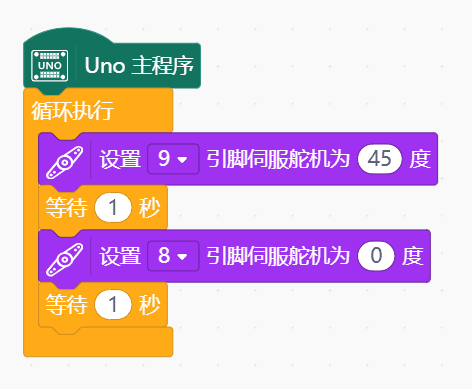 UNO Uno 主程序
循环执行
设置 9 引脚伺服舵机为 45 度
等待 1 秒
设置 8 引脚伺服舵机为 0 度
等待 1 秒